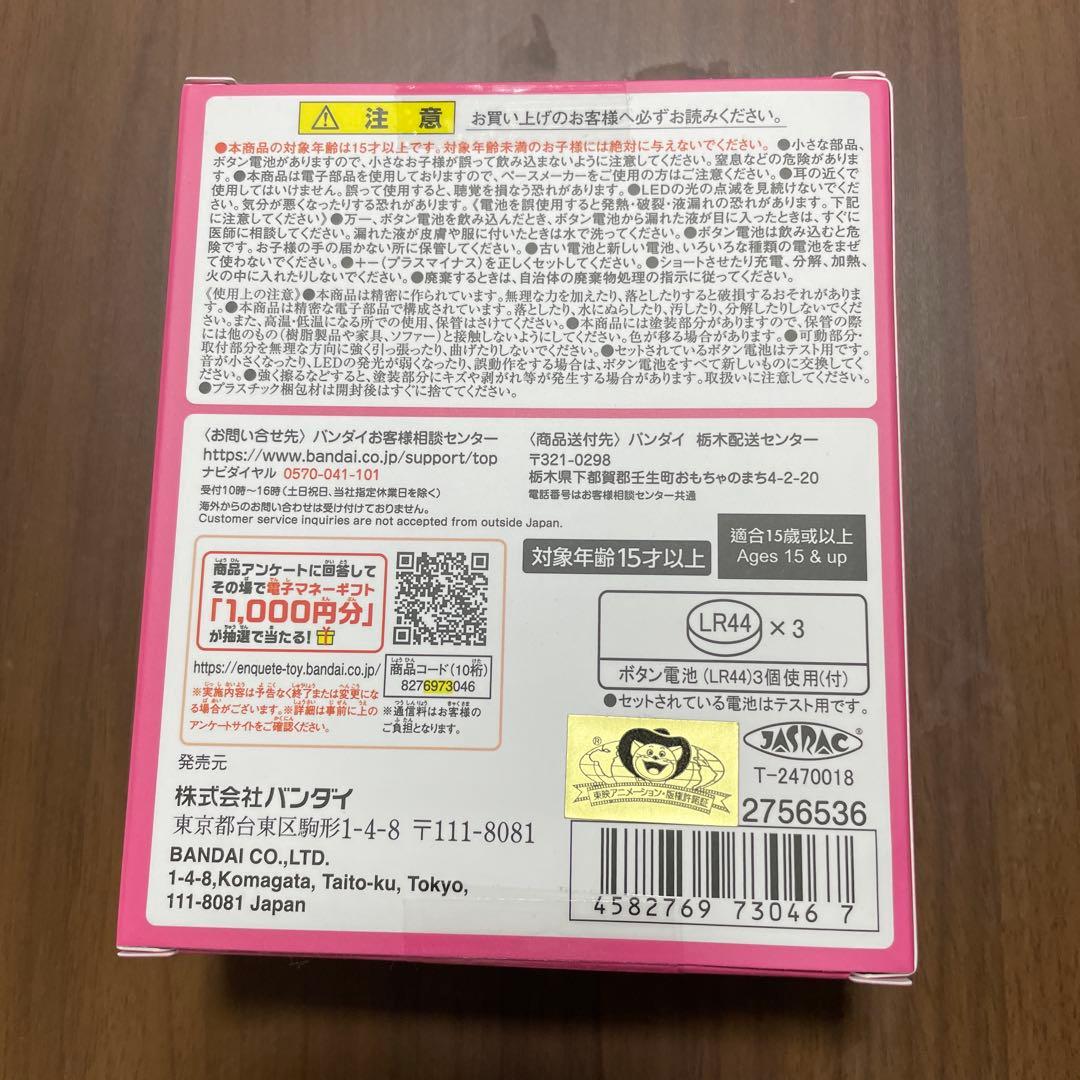 注意 お買い上げのお客様へ必ずお読みください。
●本商品の対象年齢は15才以上です。対象年齢未満のお子様には絶対に与えないでください。●小さな部品、
ボタン電池がありますので、小さなお子様が誤って飲み込まないように注意してください。窒息などの危険がありま
す。●本商品は電子部品を使用しておりますので、ペースメーカーをご使用の方はご注意ください。●耳の近くで
使用してはいけません。誤って使用すると、聴覚を損なう恐れがあります。●LEDの光の点滅を見続けないでくだ
さい。気分が悪くなったりする恐れがあります。《電池を誤使用すると発熱・破裂・液漏れの恐れがあります。下記
に注意してください》●万一、ボタン電池を飲み込んだとき、ボタン電池から漏れた液が目に入ったときは、すぐに
医師に相談してください。漏れた液が皮膚や服に付いたときは水で洗ってください。●ボタン電池は飲み込むと危
険です。お子様の手の届かない所に保管してください。●古い電池と新しい電池、いろいろな種類の電池をまぜ
て使わないでください。●+−(プラスマイナス)を正しくセットしてください。●ショートさせたり充電、分解、加熱、
火の中に入れたりしないでください。●廃棄するときは、自治体の廃棄物処理の指示に従ってください。
《使用上の注意》●本商品は精密に作られています。無理な力を加えたり、落としたりすると破損するおそれがありま
す。●本商品は精密な電子部品で構成されています。落としたり、水にぬらしたり、汚したり、分解したりしないでくだ
さい。また、高温・低温になる所での使用、保管はさけてください。●本商品には塗装部分がありますので、保管の際
には他のもの(樹脂製品や家具、ソファー)と接触しないようにしてください。色が移る場合があります。●可動部分・
取付部分を無理な方向に強く引っ張ったり、曲げたりしないでください。●セットされているボタン電池はテスト用です。
音が小さくなったり、LEDの発光が弱くなったり、誤動作をする場合は、ボタン電池をすべて新しいものに交換してく
ださい。●強く擦るなどすると、塗装部分にキズや剥がれ等が発生する場合があります。取扱いに注意してください。
●プラスチック梱包材は開封後はすぐに捨ててください。
〈お問い合せ先〉バンダイお客様相談センター
https://www.bandai.co.jp/support/top
ナビダイヤル 0570-041-101
受付10時〜16時(土日祝日、当社指定休業日を除く)
海外からのお問い合わせは受け付けておりません。
Customer service inquiries are not accepted from outside Japan.
〈商品送付先〉バンダイ 栃木配送センター
〒321-0298
栃木県下都賀郡壬生町おもちゃのまち4-2-20
電話番号はお客様相談センター共通
対象年齢15才以上
適合15歲或以上
Ages 15 & up
商品アンケートに回答して
その場で電子マネーギフト
「1,000円分」
が抽選で当たる!
https://enquete-toy.bandai.co.jp/
※実施内容は予告なく終了または変更にな
る場合がございます。※詳細は事前に上の
アンケートサイトをご確認ください。
商品コード(10桁)
8276973046
※通信料はお客様の
ご負担となります。
LR44 ×3
ボタン電池(LR44)3個使用(付)
●セットされている電池はテスト用です。
東映アニメーション・版権許諾証
JASRAC
T-2470018
2756536
4582769 730467
発売元
株式会社バンダイ
東京都台東区駒形1-4-8 〒111-8081
BANDAI CO.,LTD.
1-4-8,Komagata, Taito-ku, Tokyo,
111-8081 Japan